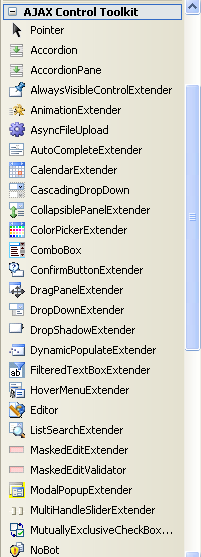 AJAX Control Toolkit
Pointer
Accordion
AccordionPane
AlwaysVisibleControlExtender
AnimationExtender
AsyncFileUpload
AutoCompleteExtender
CalendarExtender
CascadingDropDown
CollapsiblePanelExtender
ColorPickerExtender
ComboBox
ConfirmButtonExtender
DragPanelExtender
DropDownExtender
DropShadowExtender
DynamicPopulateExtender
FilteredTextBoxExtender
HoverMenuExtender
Editor
ListSearchExtender
MaskedEditExtender
MaskedEditValidator
ModalPopupExtender
MultiHandleSliderExtender
MutuallyExclusiveCheckBox...
NoBot